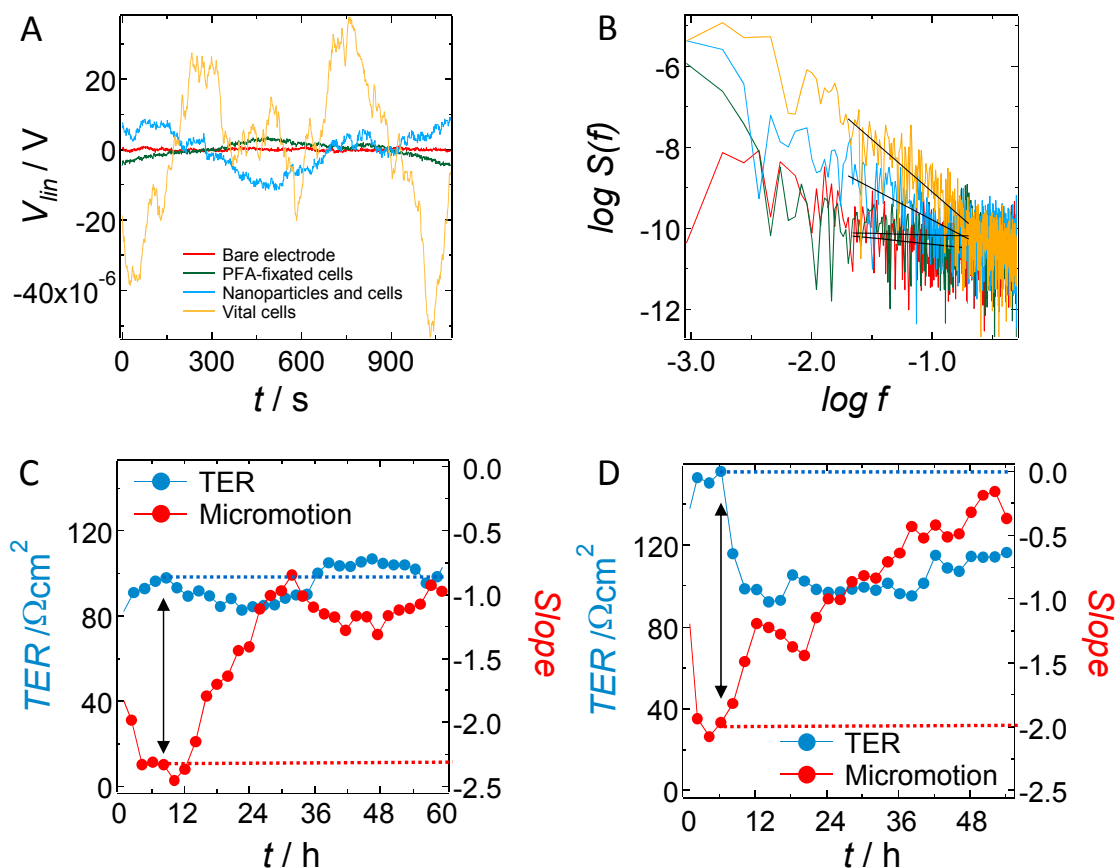 A
V_lin / V
20
0
-20
-40x10^-6
Bare electrode
PFA-fixated cells
Nanoparticles and cells
Vital cells
0 300 600 900
t / s
B
log S(f)
-6
-8
-10
-12
-3.0 -2.0 -1.0
log f
C
TER /Ωcm^2
120
80
40
0
TER
Micromotion
0.0
-0.5
-1.0
-1.5
-2.0
-2.5
Slope
0 12 24 36 48 60
t / h
D
TER /Ωcm^2
120
80
40
0
0.0
-0.5
-1.0
-1.5
-2.0
-2.5
Slope
TER
Micromotion
0 12 24 36 48
t / h